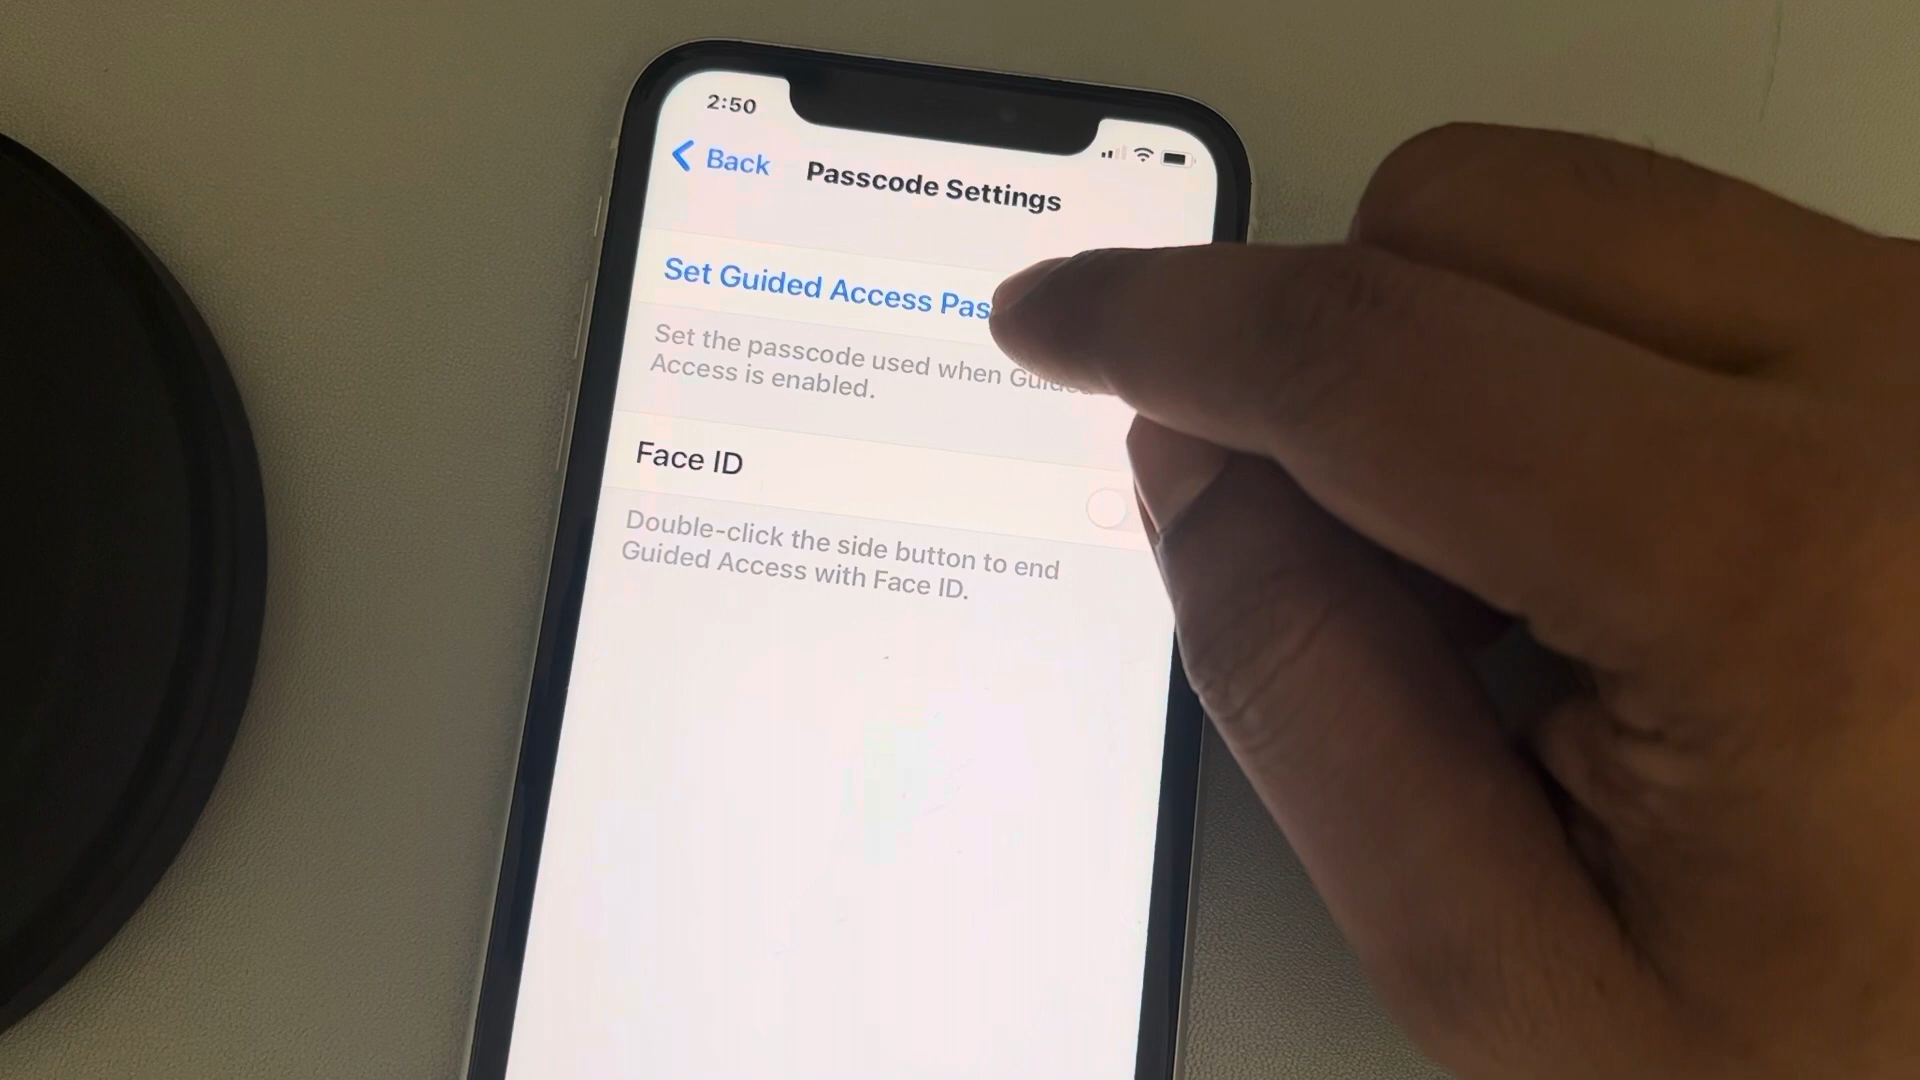 2:50
Back
Passcode Settings
Set Guided Access Pas
Set the passcode used when Guided
Access is enabled.
Face ID
Double-click the side button to end
Guided Access with Face ID.